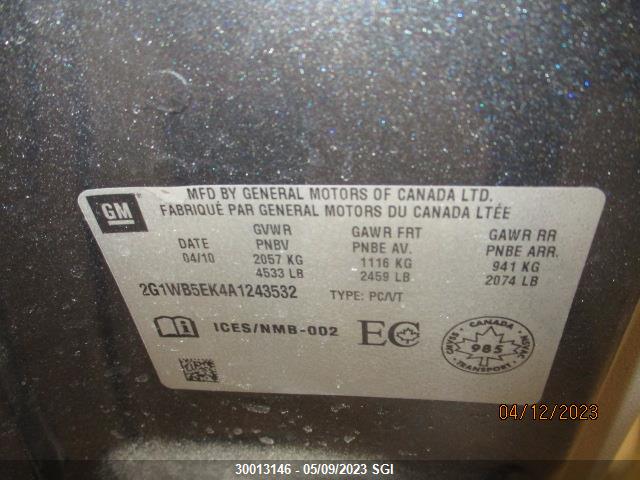 GM
MFD BY GENERAL MOTORS OF CANADA LTD.
FABRIQUÉ PAR GENERAL MOTORS DU CANADA LTÉE
GVWR GAWR FRT GAWR RR
DATE PNBV PNBE AV. PNBE ARR.
04/10 2057 KG 1116 KG 941 KG
4533 LB 2459 LB 2074 LB
2G1WB5EK4A1243532 TYPE: PC/VT
ICES/NMB-002 EC
CANADA
CMVSS 985 NSVAC
TRANSPORT
04/12/2023
30013146 - 05/09/2023 SGI